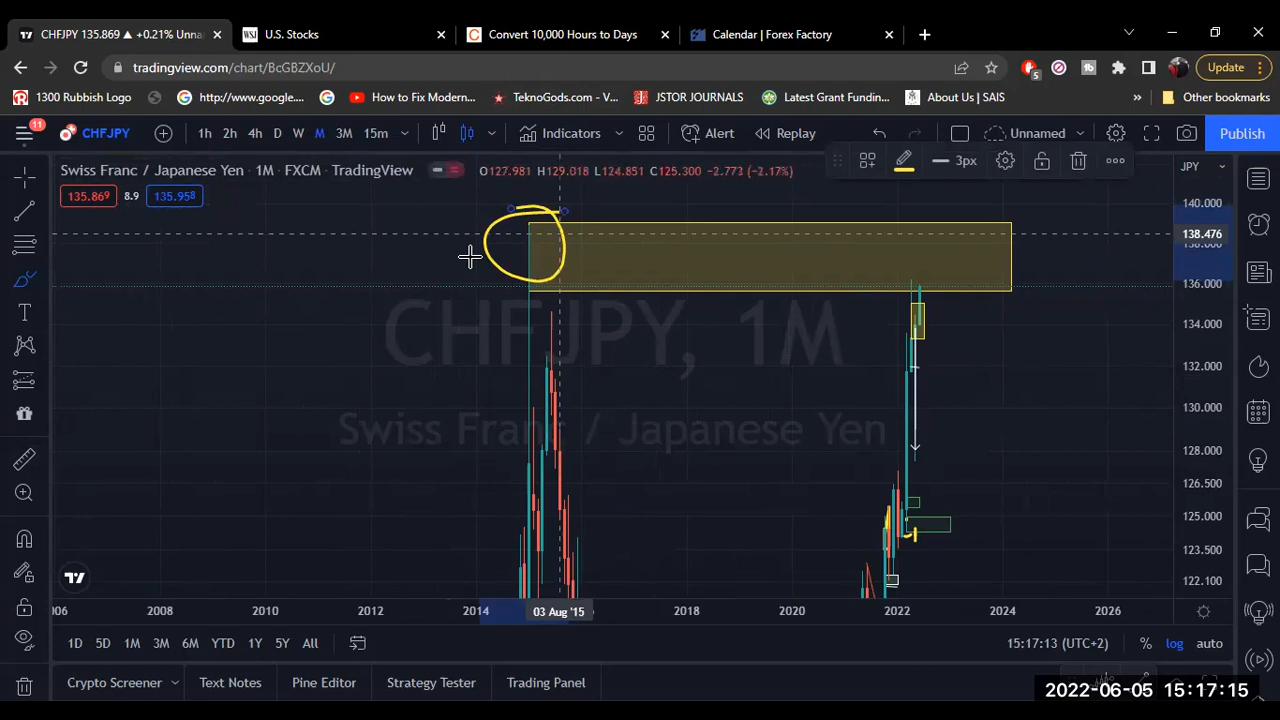 CHFJPY 135.869 ▲ +0.21% Unna
WSJ U.S. Stocks
C Convert 10,000 Hours to Days
Calendar | Forex Factory
tradingview.com/chart/BcGBZXoU/
5
Update
1300 Rubbish Logo
http://www.google....
How to Fix Modern...
TeknoGods.com - V...
JSTOR JOURNALS
Latest Grant Fundin...
About Us | SAIS
»
Other bookmarks
11
CHFJPY
1h 2h 4h D W M 3M 15m
Indicators
Alert
Replay
Unnamed
Publish
Swiss Franc / Japanese Yen · 1M · FXCM · TradingView
O127.981 H129.018 L124.851 C125.300 −2.773 (−2.17%)
3px
JPY
135.869 8.9 135.958
140.000
138.476
138.000
136.000
134.000
132.000
130.000
128.000
126.500
125.000
123.500
122.100
CHFJPY, 1M
Swiss Franc / Japanese Yen
06 2008 2010 2012 2014 03 Aug '15 2018 2020 2022 2024 2026
1D 5D 1M 3M 6M YTD 1Y 5Y All
15:17:13 (UTC+2) % log auto
Crypto Screener
Text Notes
Pine Editor
Strategy Tester
Trading Panel
2022-06-05 15:17:15